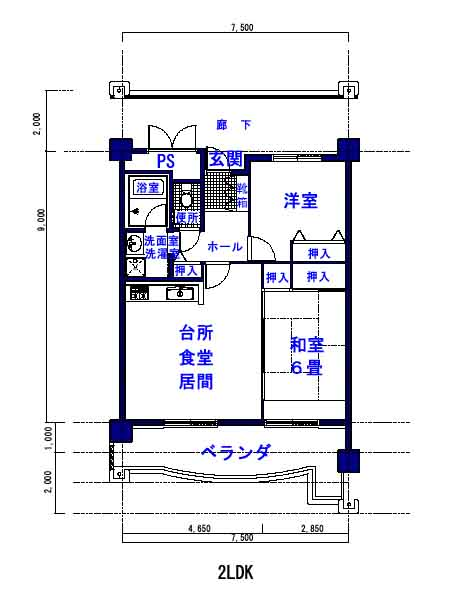 7,500
2,000
廊 下
PS
玄関
浴室
便所
靴
箱
洋室
洗面室
洗濯室
ホール
押入
押入
押入
押入
9,000
台所
食堂
居間
和室
6畳
1,000
ベランダ
2,000
4,650
2,850
7,500
2LDK